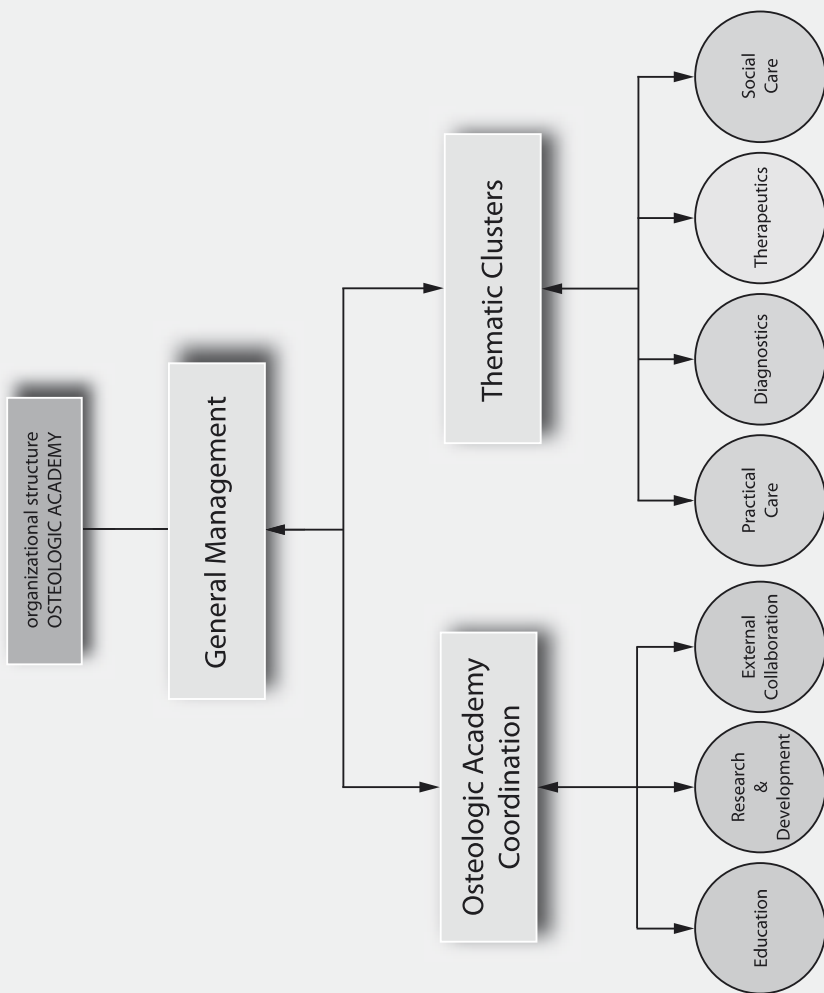 organizational structure
OSTEOLOGIC ACADEMY
General Management
Osteologic Academy
Coordination
Thematic Clusters
Education
Research
&
Development
External
Collaboration
Practical
Care
Diagnostics
Therapeutics
Social
Care